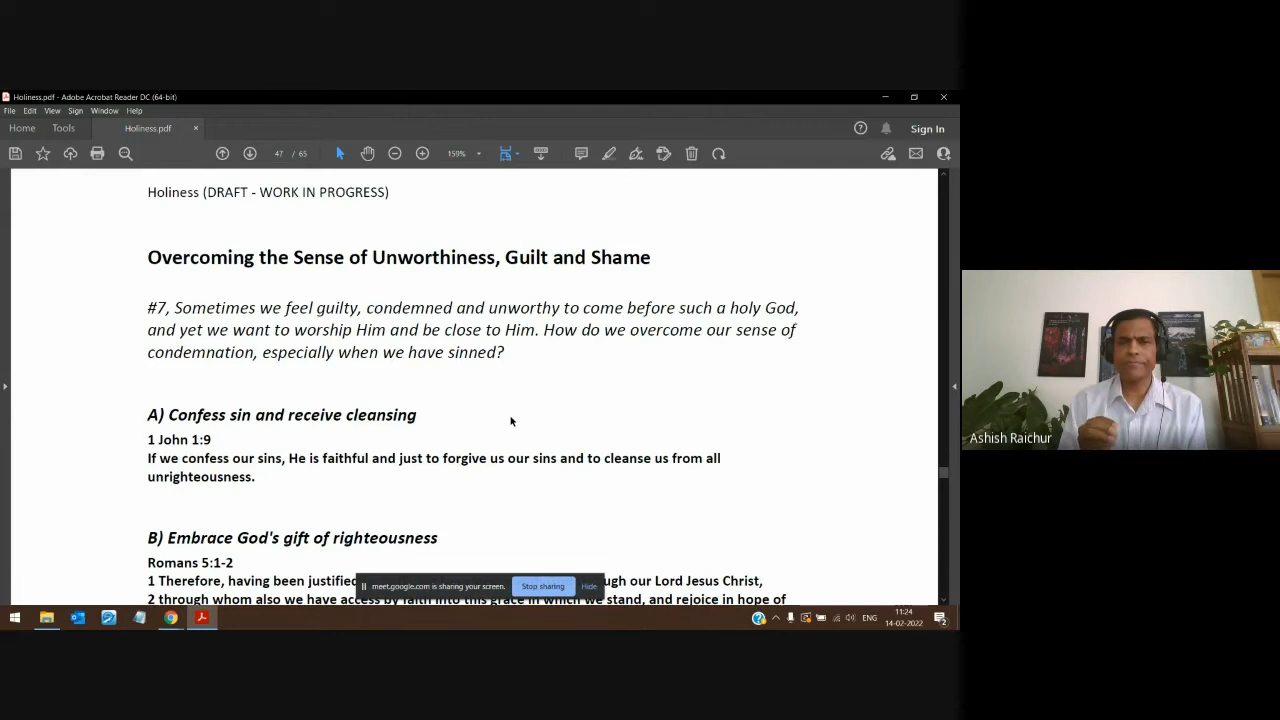 Holiness.pdf - Adobe Acrobat Reader DC (64-bit)
File Edit View Sign Window Help
Home Tools Holiness.pdf × Sign In
47 / 65 159%
Holiness (DRAFT - WORK IN PROGRESS)
Overcoming the Sense of Unworthiness, Guilt and Shame
#7, Sometimes we feel guilty, condemned and unworthy to come before such a holy God,
and yet we want to worship Him and be close to Him. How do we overcome our sense of
condemnation, especially when we have sinned?
A) Confess sin and receive cleansing
1 John 1:9
If we confess our sins, He is faithful and just to forgive us our sins and to cleanse us from all
unrighteousness.
B) Embrace God's gift of righteousness
Romans 5:1-2
1 Therefore, having been justified ugh our Lord Jesus Christ,
meet.google.com is sharing your screen. Stop sharing Hide
2 through whom also we have access by faith into this grace in which we stand, and rejoice in hope of
ENG
11:24
14-02-2022
Ashish Raichur